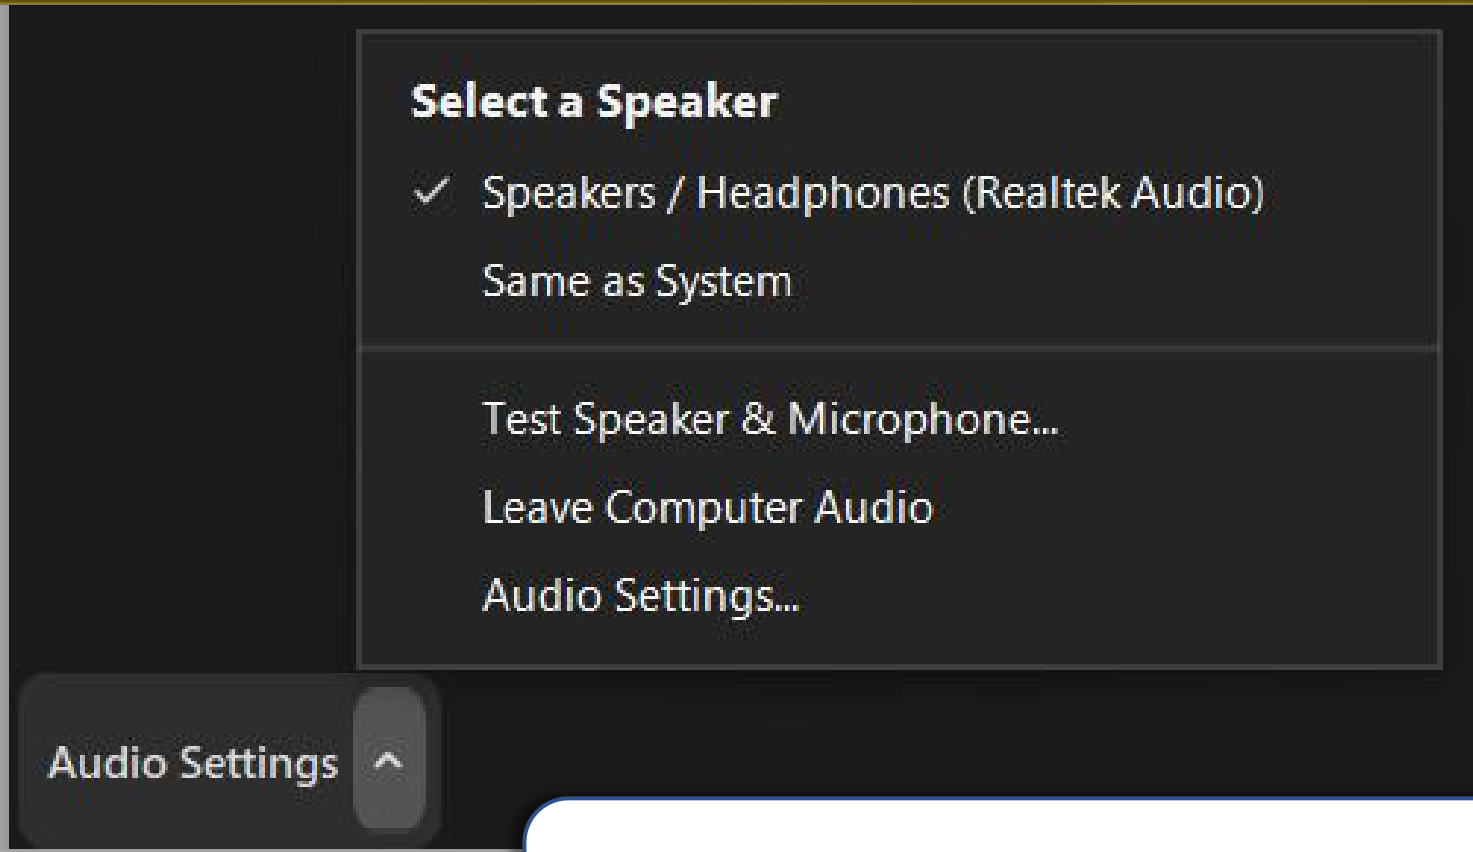 Select a Speaker
Speakers / Headphones (Realtek Audio)
Same as System
Test Speaker & Microphone...
Leave Computer Audio
Audio Settings...
Audio Settings